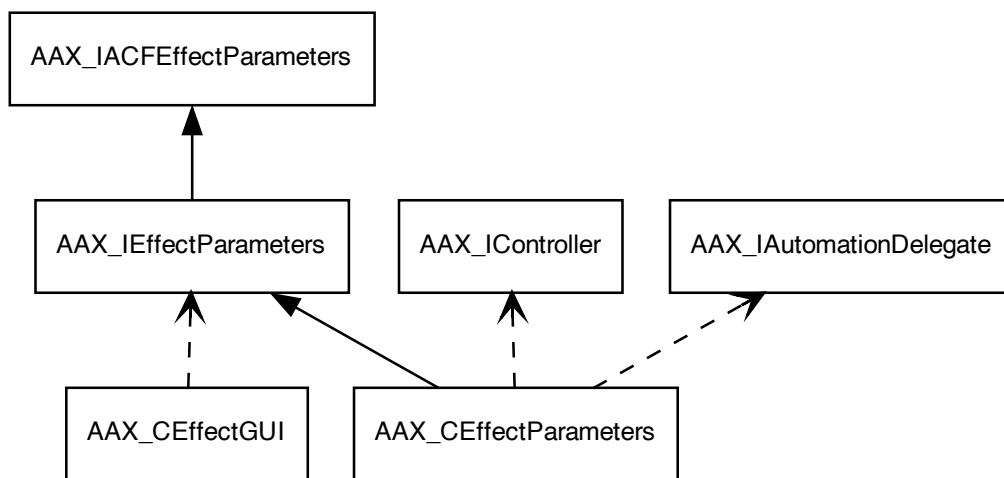 AAX_IACFEffectParameters
AAX_IEffectParameters
AAX_IController
AAX_IAutomationDelegate
AAX_CEffectGUI
AAX_CEffectParameters